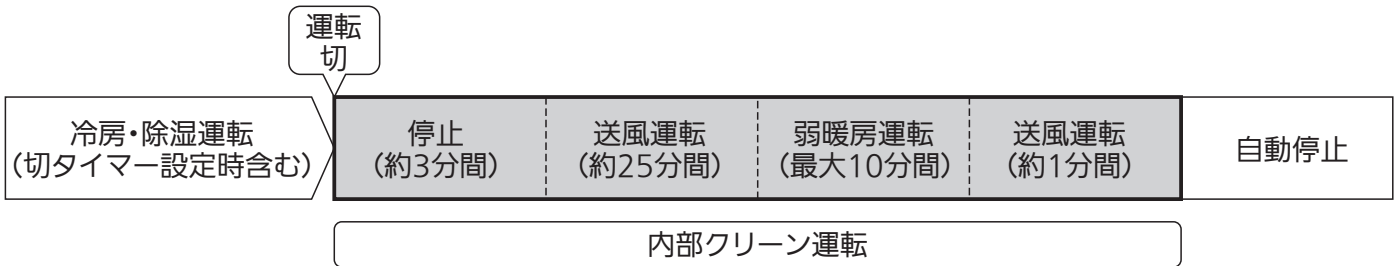 運転
切
冷房・除湿運転
(切タイマー設定時含む)
停止
(約3分間)
送風運転
(約25分間)
弱暖房運転
(最大10分間)
送風運転
(約1分間)
自動停止
内部クリーン運転